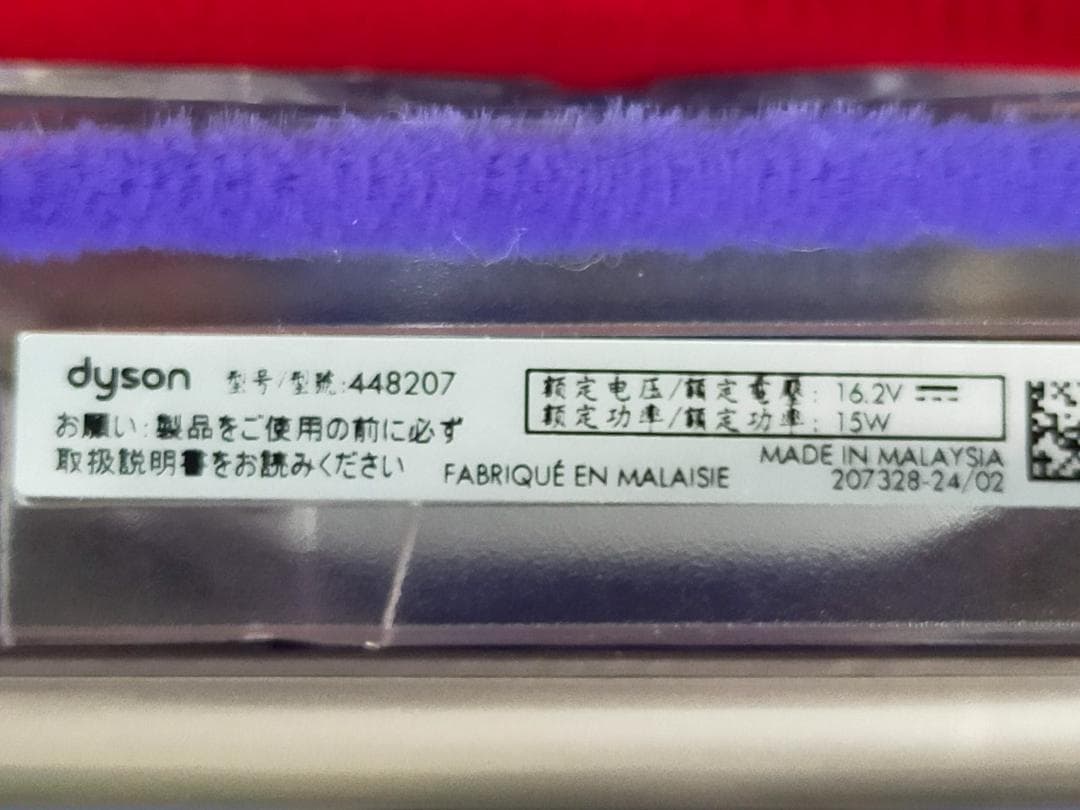 dyson 型号/型號:448207
お願い:製品をご使用の前に必ず
取扱説明書をお読みください
FABRIQUÉ EN MALAISIE
额定电压/額定電壓: 16.2V ⎓
额定功率/額定功率: 15W
MADE IN MALAYSIA
207328-24/02